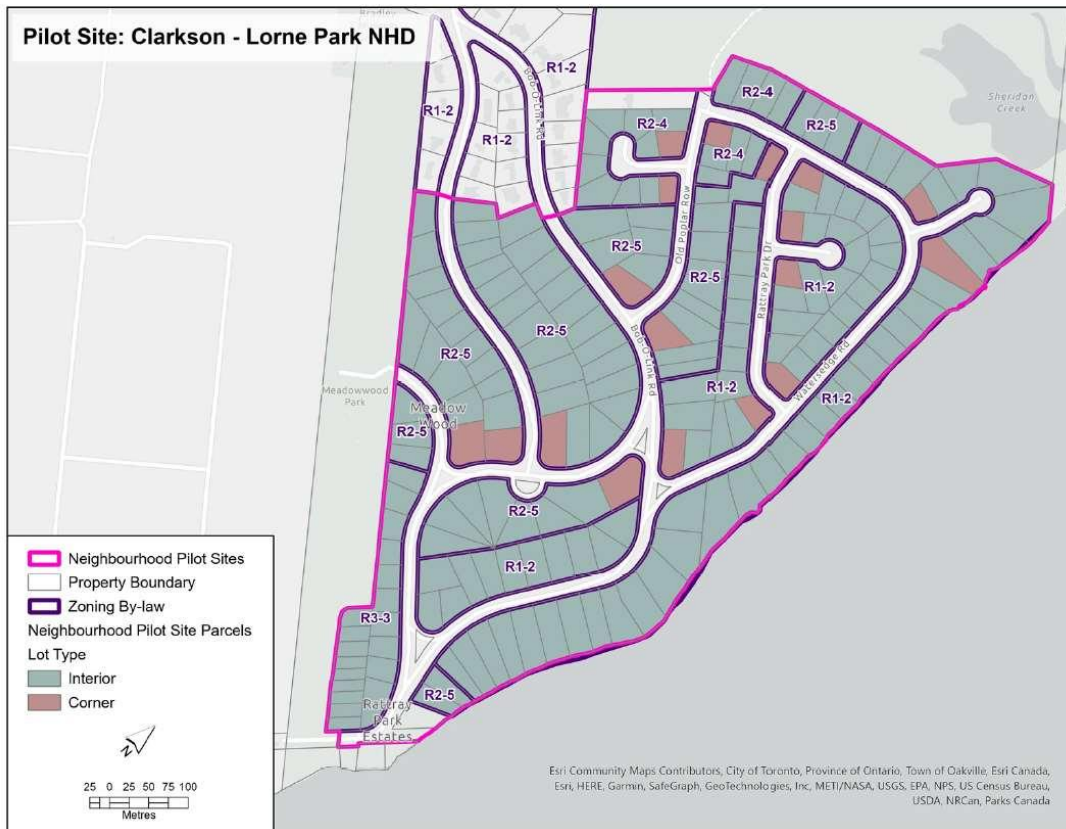 Pilot Site: Clarkson - Lorne Park NHD
Bradley
R1-2
R1-2
R1-2
Bob-O-Link Rd
R2-4
R2-5
R2-4
R2-4
Sheridan
Creek
Old Poplar Row
R2-5
R2-5
Rattray Park Dr
R1-2
R2-5
R2-5
Bob-O-Link Rd
R1-2
Watersedge Rd
R1-2
Meadowwood
Park
Meadow
Wood
R2-5
R2-5
R1-2
R3-3
R2-5
Rattray
Park
Estates
Neighbourhood Pilot Sites
Property Boundary
Zoning By-law
Neighbourhood Pilot Site Parcels
Lot Type
Interior
Corner
N
25 0 25 50 75 100
Metres
Esri Community Maps Contributors, City of Toronto, Province of Ontario, Town of Oakville, Esri Canada,
Esri, HERE, Garmin, SafeGraph, GeoTechnologies, Inc, METI/NASA, USGS, EPA, NPS, US Census Bureau,
USDA, NRCan, Parks Canada